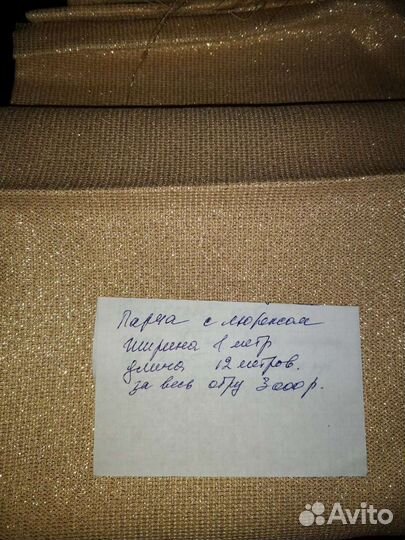 Парча с люрексом
ширина 1 метр
длина 12 метров.
за весь отрез 3000 р.
Avito